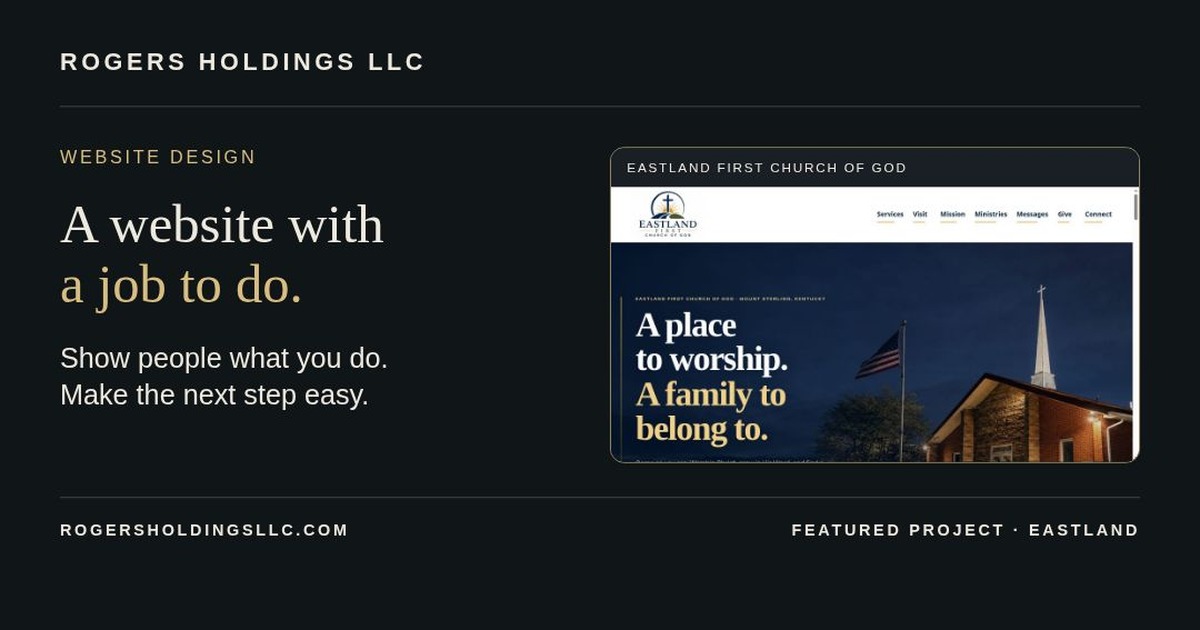 ROGERS HOLDINGS LLC
WEBSITE DESIGN
A website with
a job to do.
Show people what you do.
Make the next step easy.
EASTLAND FIRST CHURCH OF GOD
EASTLAND
FIRST
CHURCH OF GOD
Services Visit Mission Ministries Messages Give Connect
EASTLAND FIRST CHURCH OF GOD · MOUNT STERLING, KENTUCKY
A place
to worship.
A family to
belong to.
ROGERSHOLDINGSLLC.COM
FEATURED PROJECT · EASTLAND